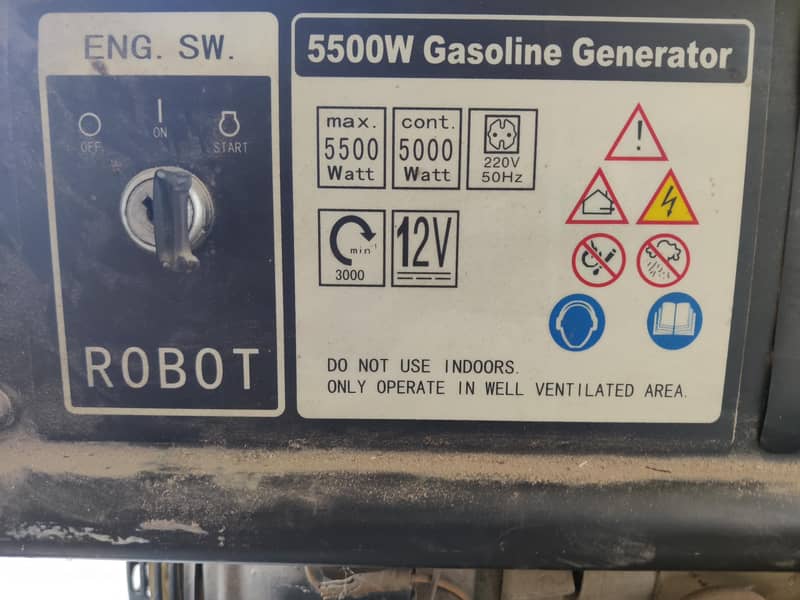 ENG. SW.
OFF
ON
START
ROBOT
5500W Gasoline Generator
max.
5500
Watt
cont.
5000
Watt
220V
50Hz
min⁻¹
3000
12V
!
DO NOT USE INDOORS.
ONLY OPERATE IN WELL VENTILATED AREA.